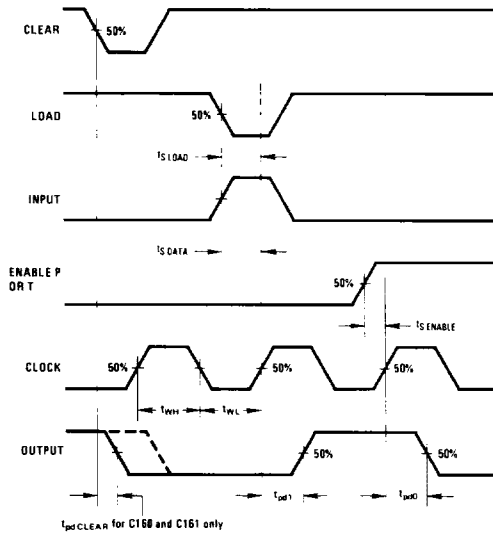 CLEAR
50%
LOAD
50%
tS LOAD
INPUT
tS DATA
ENABLE P
OR T
50%
tS ENABLE
CLOCK
50%
50%
50%
tWH
tWL
OUTPUT
50%
50%
tpd1
tpd0
tpd CLEAR for C160 and C161 only